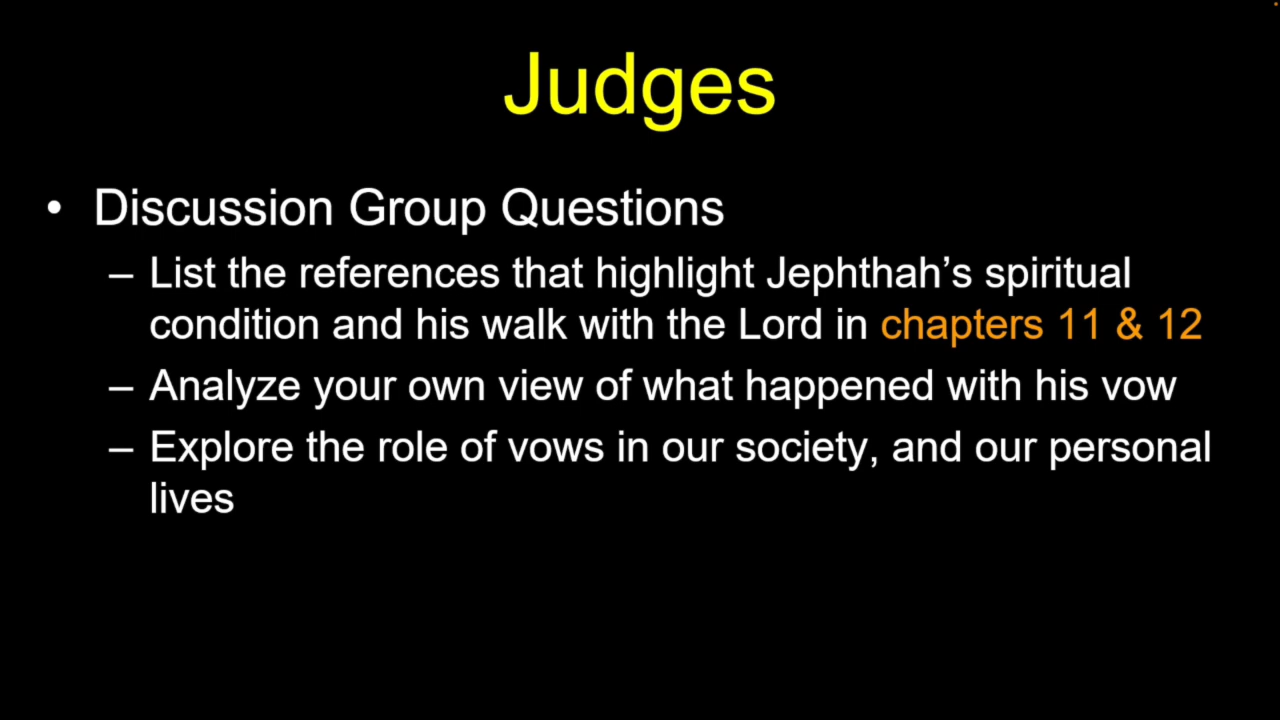 Judges
• Discussion Group Questions
– List the references that highlight Jephthah’s spiritual
condition and his walk with the Lord in chapters 11 & 12
– Analyze your own view of what happened with his vow
– Explore the role of vows in our society, and our personal
lives